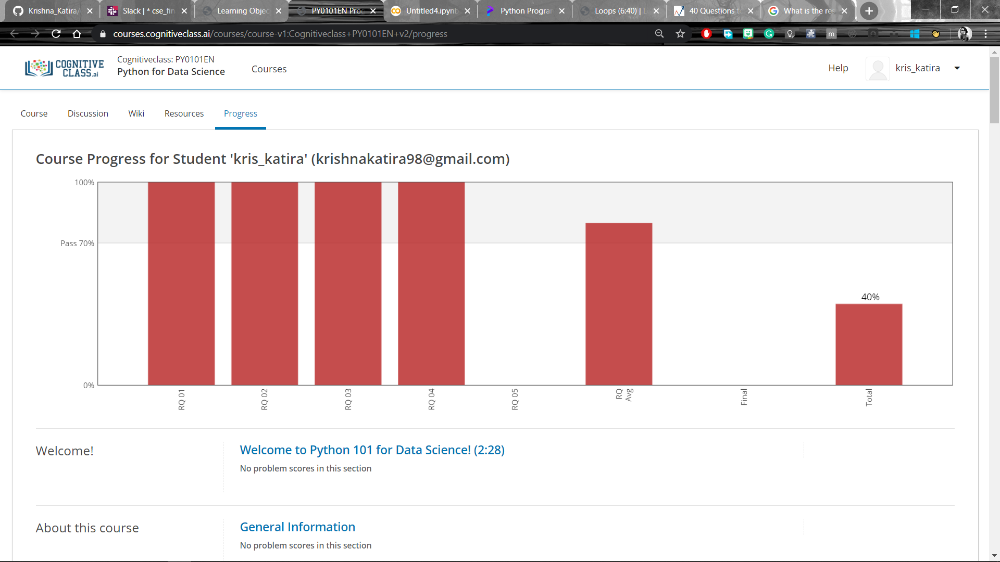 Krishna_Katira/
Slack | * cse_fin
Learning Objec
PY0101EN Prog
Untitled4.ipynb
Python Program
Loops (6:40) | L
40 Questions to
What is the res
courses.cognitiveclass.ai/courses/course-v1:Cognitiveclass+PY0101EN+v2/progress
COGNITIVE
CLASS.ai
Cognitiveclass: PY0101EN
Python for Data Science
Courses
Help
kris_katira
Course
Discussion
Wiki
Resources
Progress
Course Progress for Student 'kris_katira' (krishnakatira98@gmail.com)
100%
Pass 70%
40%
0%
RQ 01
RQ 02
RQ 03
RQ 04
RQ 05
RQ
Avg
Final
Total
Welcome!
Welcome to Python 101 for Data Science! (2:28)
No problem scores in this section
About this course
General Information
No problem scores in this section